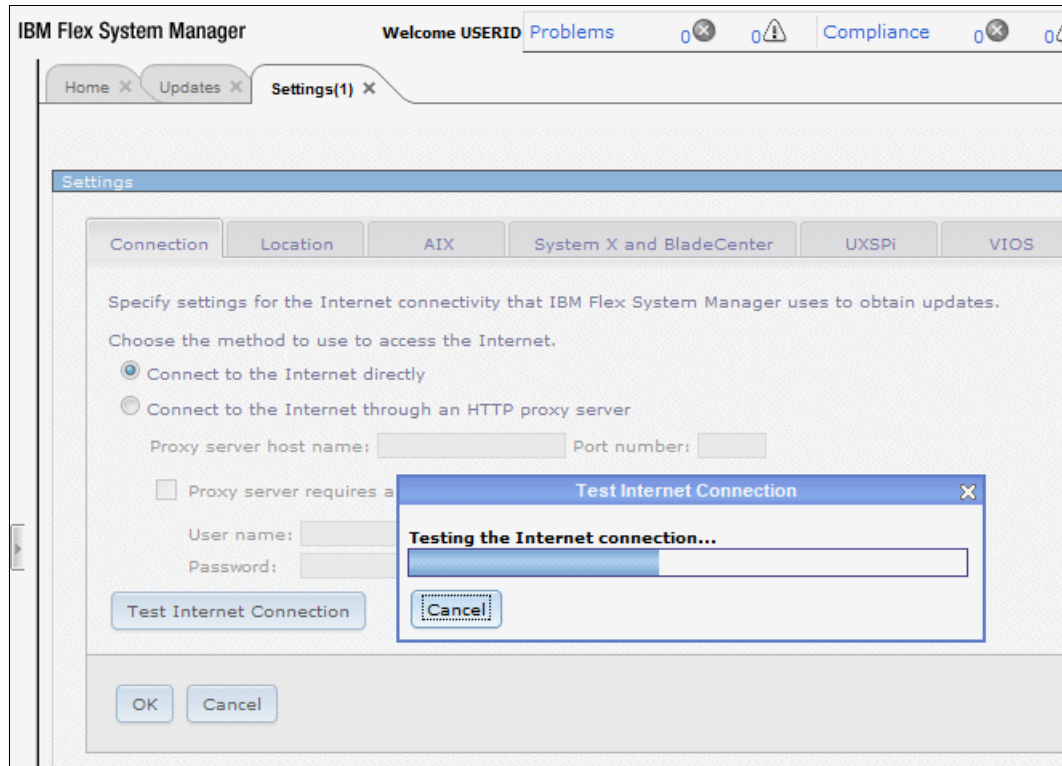 IBM Flex System Manager Welcome USERID Problems 0 0 Compliance 0 0
Home Updates Settings(1)
Settings
Connection Location AIX System X and BladeCenter UXSPi VIOS
Specify settings for the Internet connectivity that IBM Flex System Manager uses to obtain updates.
Choose the method to use to access the Internet.
Connect to the Internet directly
Connect to the Internet through an HTTP proxy server
Proxy server host name: Port number:
Proxy server requires a
Test Internet Connection
User name:
Testing the Internet connection...
Password:
Test Internet Connection
Cancel
OK Cancel